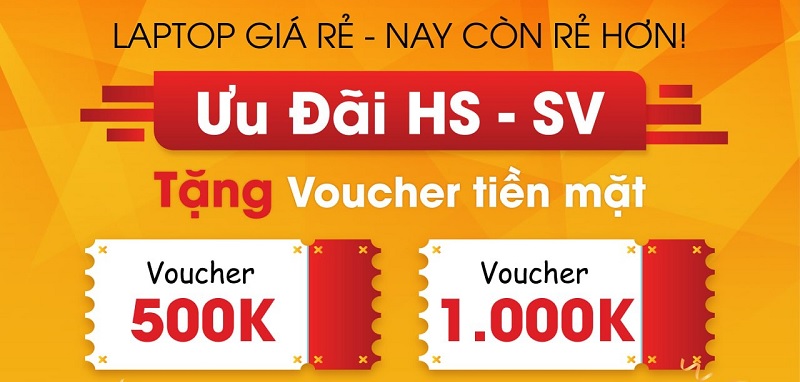 LAPTOP GIÁ RẺ - NAY CÒN RẺ HƠN!
Ưu Đãi HS - SV
Tặng Voucher tiền mặt
Voucher
500K
Voucher
1.000K